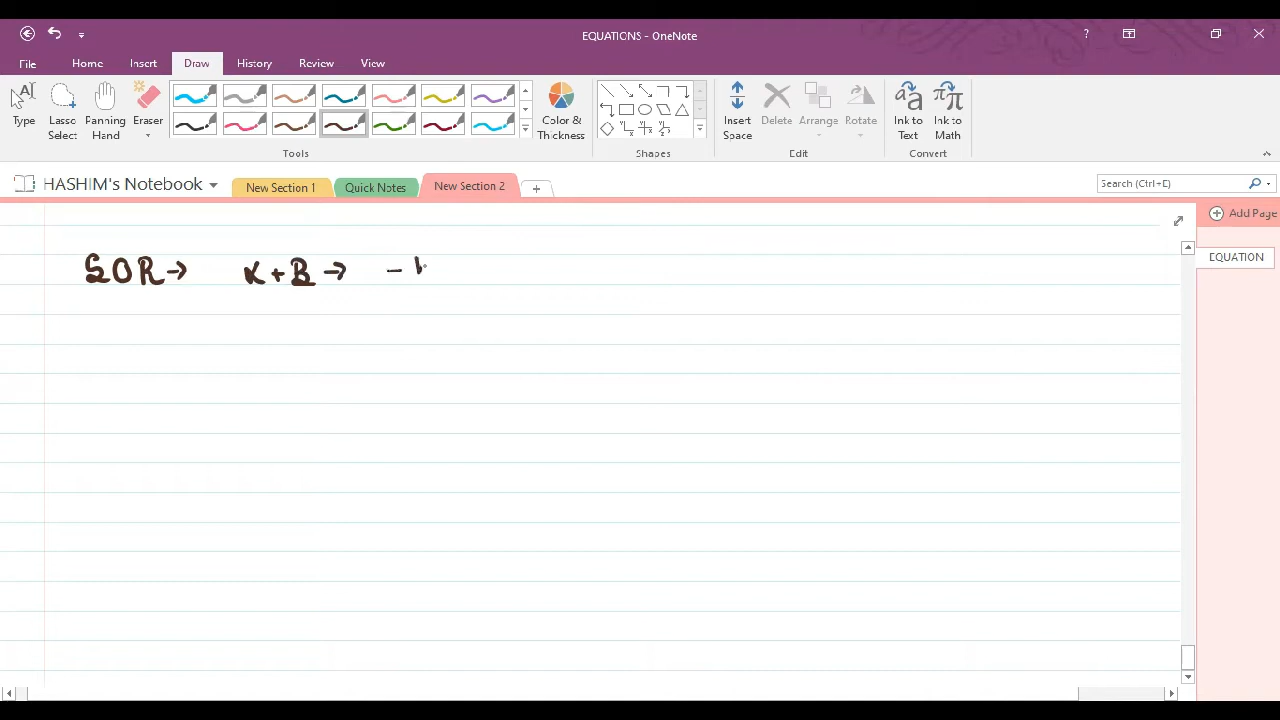 EQUATIONS - OneNote
?
File Home Insert Draw History Review View
Type Lasso Select Panning Hand Eraser Color & Thickness Insert Space Delete Arrange Rotate Ink to Text Ink to Math
Tools Shapes Edit Convert
HASHIM's Notebook New Section 1 Quick Notes New Section 2 + Search (Ctrl+E)
Add Page
EQUATION
SOR → α + β → -